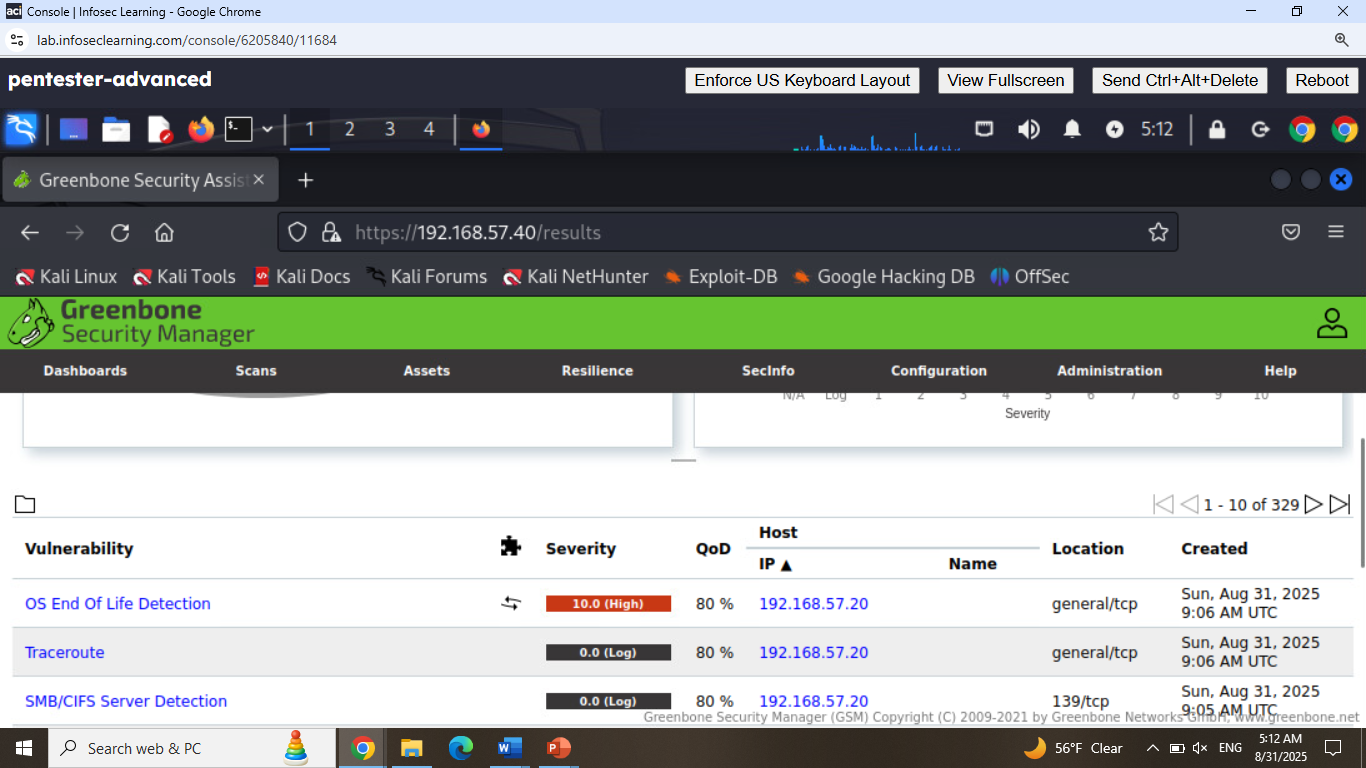 Console | Infosec Learning - Google Chrome
lab.infoseclearning.com/console/6205840/11684
pentester-advanced
Enforce US Keyboard Layout View Fullscreen Send Ctrl+Alt+Delete Reboot
1 2 3 4 5:12
Greenbone Security Assist
https://192.168.57.40/results
Kali Linux Kali Tools Kali Docs Kali Forums Kali NetHunter Exploit-DB Google Hacking DB OffSec
Greenbone
Security Manager
Dashboards Scans Assets Resilience SecInfo Configuration Administration Help
N/A Log 1 2 3 4 5 6 7 8 9 10
Severity
1 - 10 of 329
Vulnerability Severity QoD Host Location Created
IP ▲ Name
OS End Of Life Detection 10.0 (High) 80 % 192.168.57.20 general/tcp Sun, Aug 31, 2025
9:06 AM UTC
Traceroute 0.0 (Log) 80 % 192.168.57.20 general/tcp Sun, Aug 31, 2025
9:06 AM UTC
SMB/CIFS Server Detection 0.0 (Log) 80 % 192.168.57.20 139/tcp Sun, Aug 31, 2025
9:05 AM UTC
Greenbone Security Manager (GSM) Copyright (C) 2009-2021 by Greenbone Networks GmbH, www.greenbone.net
Search web & PC 56°F Clear ENG 5:12 AM
8/31/2025